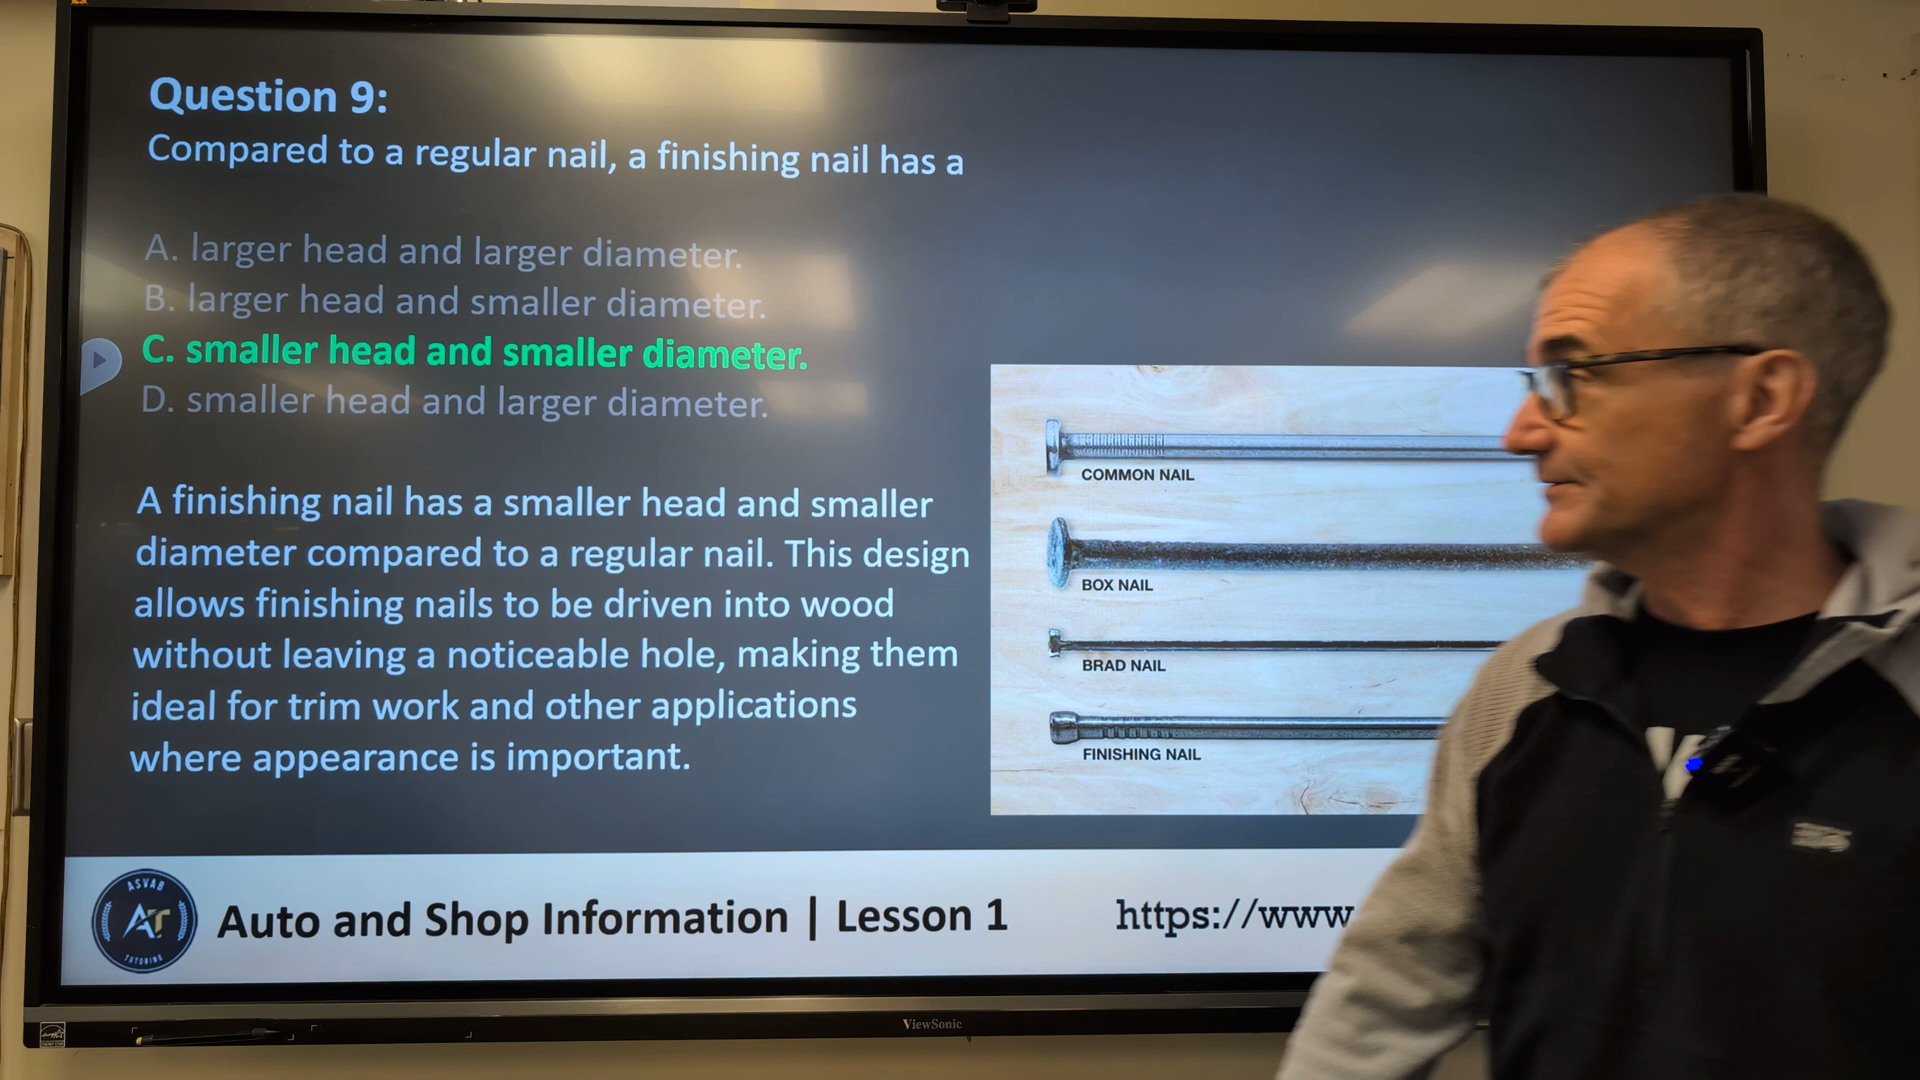 Question 9:
Compared to a regular nail, a finishing nail has a
A. larger head and larger diameter.
B. larger head and smaller diameter.
C. smaller head and smaller diameter.
D. smaller head and larger diameter.
A finishing nail has a smaller head and smaller
diameter compared to a regular nail. This design
allows finishing nails to be driven into wood
without leaving a noticeable hole, making them
ideal for trim work and other applications
where appearance is important.
COMMON NAIL
BOX NAIL
BRAD NAIL
FINISHING NAIL
ASVAB
AT
TUTORING
Auto and Shop Information | Lesson 1
https://www
ViewSonic